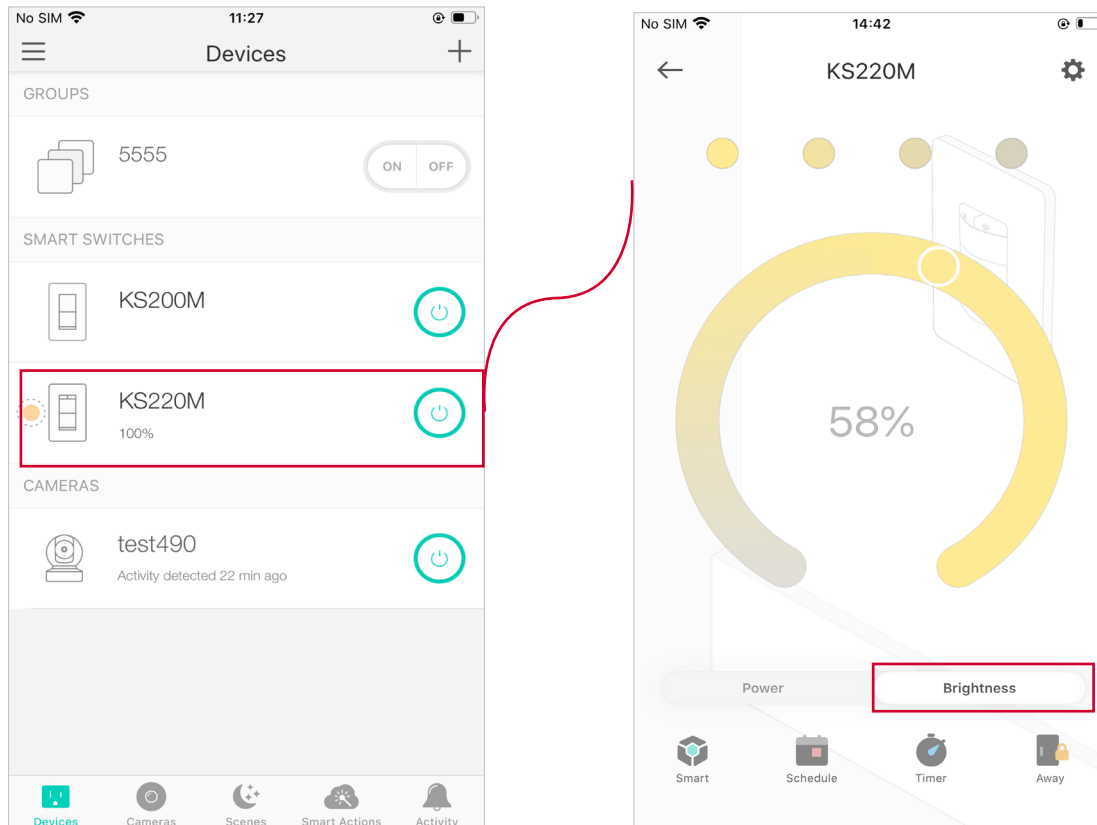 No SIM 11:27
Devices
GROUPS
5555
ON OFF
SMART SWITCHES
KS200M
KS220M
100%
CAMERAS
test490
Activity detected 22 min ago
Devices Cameras Scenes Smart Actions Activity
No SIM 14:42
KS220M
58%
Power Brightness
Smart Schedule Timer Away